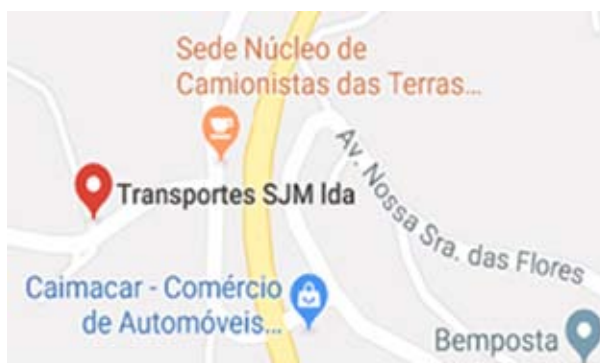 Sede Núcleo de
Camionistas das Terras...
Transportes SJM lda
Av. Nossa Sra. das Flores
Caimacar - Comércio
de Automóveis...
Bemposta